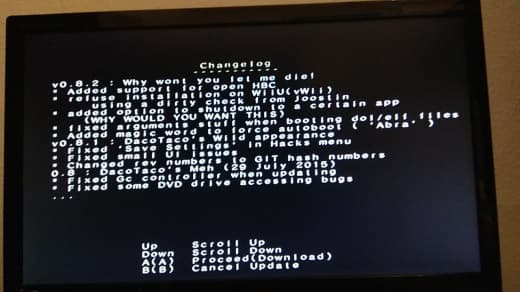 Changelog
v0.8.2 : Why wont you let me die!
* Added support for open HBC
* refuse installation on WiiU(vWii)
using a dirty check from Joostin
* added option to shutdown to a certain app
(WHY WOULD YOU WANT THIS)
* fixed arguments stuff when booting dol/elf files
* Added magic word to force autoboot ( 'Abra, )
v0.8.1 : DacoTaco's Wild appearance
* Fixed 'Save Settings' in Hacks menu
* Fixed small UI issues
* Changed rev numbers to GIT hash numbers
0.8 : DacoTaco's Meh (29 July 2015)
* Fixed Gc controller when updating
* Fixed some DVD drive accessing bugs
...
Up Scroll Up
Down Scroll Down
A(A) Proceed(Download)
B(B) Cancel Update